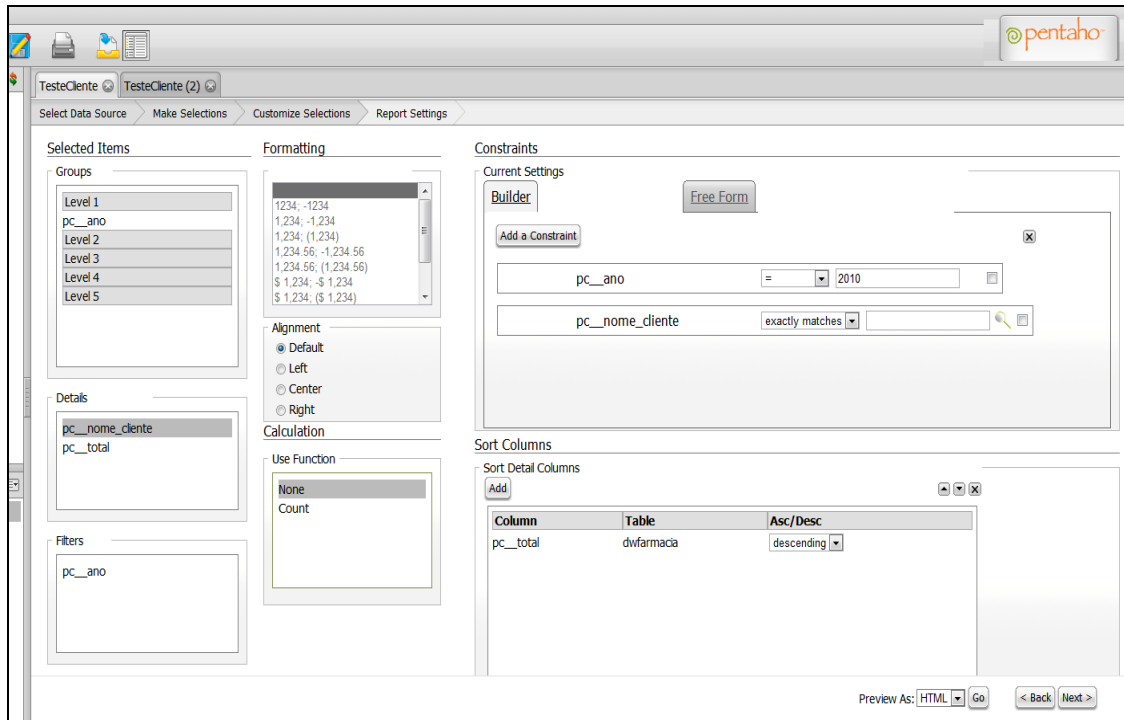 pentaho
TesteCliente
TesteCliente (2)
Select Data Source
Make Selections
Customize Selections
Report Settings
Selected Items
Groups
Level 1
pc__ano
Level 2
Level 3
Level 4
Level 5
Details
pc__nome_cliente
pc__total
Filters
pc__ano
Formatting
1234; -1234
1,234; -1,234
1,234; (1,234)
1,234.56; -1,234.56
1,234.56; (1,234.56)
$ 1,234; -$ 1,234
$ 1,234; ($ 1,234)
Alignment
Default
Left
Center
Right
Calculation
Use Function
None
Count
Constraints
Current Settings
Builder
Free Form
Add a Constraint
pc__ano = 2010
pc__nome_cliente exactly matches
Sort Columns
Sort Detail Columns
Add
Column Table Asc/Desc
pc__total dwfarmacia descending
Preview As: HTML Go < Back Next >